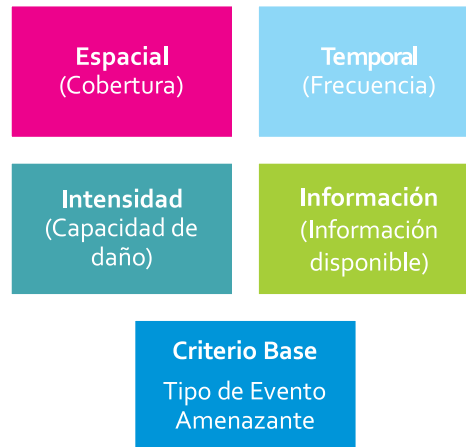 Espacial
(Cobertura)
Temporal
(Frecuencia)
Intensidad
(Capacidad de
daño)
Información
(Información
disponible)
Criterio Base
Tipo de Evento
Amenazante